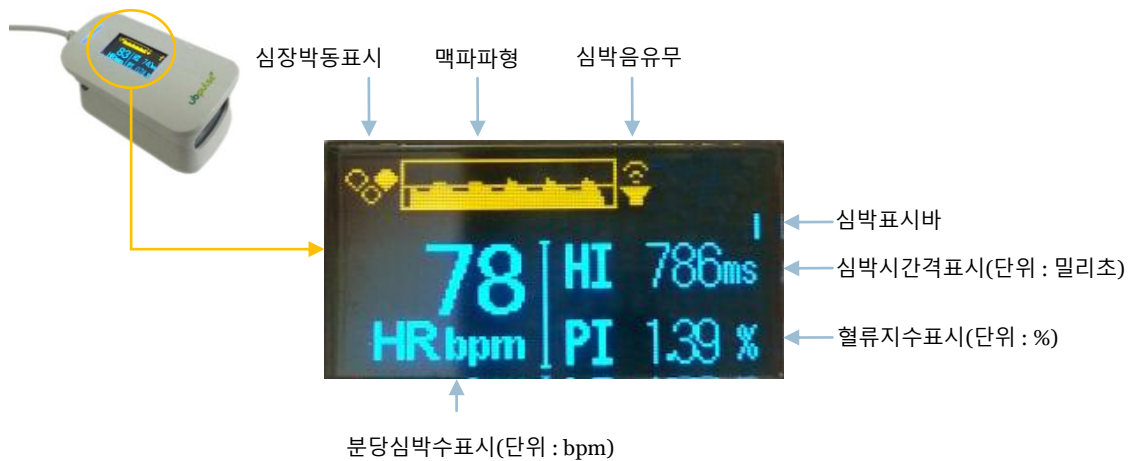 심장박동표시
맥파파형
심박음유무
ubpulse
83
심박표시바
78
HI 786ms
심박시간격표시(단위 : 밀리초)
HR bpm
PI 1.39 %
혈류지수표시(단위 : %)
분당심박수표시(단위 : bpm)